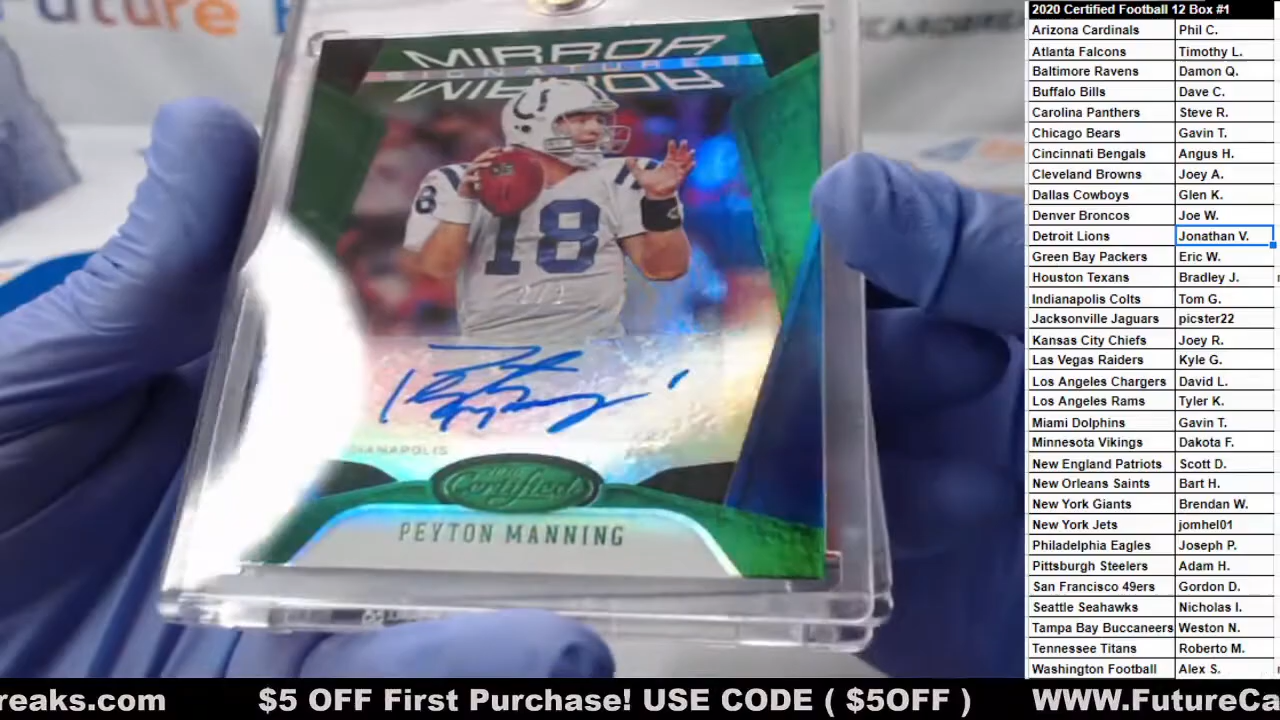 Future
CARDBREAKS
MIRROR
SIGNATURES
MIRROR
8
18
INDIANAPOLIS
Certified
PEYTON MANNING
2020 Certified Football 12 Box #1
Arizona Cardinals Phil C.
Atlanta Falcons Timothy L.
Baltimore Ravens Damon Q.
Buffalo Bills Dave C.
Carolina Panthers Steve R.
Chicago Bears Gavin T.
Cincinnati Bengals Angus H.
Cleveland Browns Joey A.
Dallas Cowboys Glen K.
Denver Broncos Joe W.
Detroit Lions Jonathan V.
Green Bay Packers Eric W.
Houston Texans Bradley J.
Indianapolis Colts Tom G.
Jacksonville Jaguars picster22
Kansas City Chiefs Joey R.
Las Vegas Raiders Kyle G.
Los Angeles Chargers David L.
Los Angeles Rams Tyler K.
Miami Dolphins Gavin T.
Minnesota Vikings Dakota F.
New England Patriots Scott D.
New Orleans Saints Bart H.
New York Giants Brendan W.
New York Jets jomhel01
Philadelphia Eagles Joseph P.
Pittsburgh Steelers Adam H.
San Francisco 49ers Gordon D.
Seattle Seahawks Nicholas I.
Tampa Bay Buccaneers Weston N.
Tennessee Titans Roberto M.
Washington Football Alex S.
reaks.com $5 OFF First Purchase! USE CODE ( $5OFF ) WWW.FutureCa